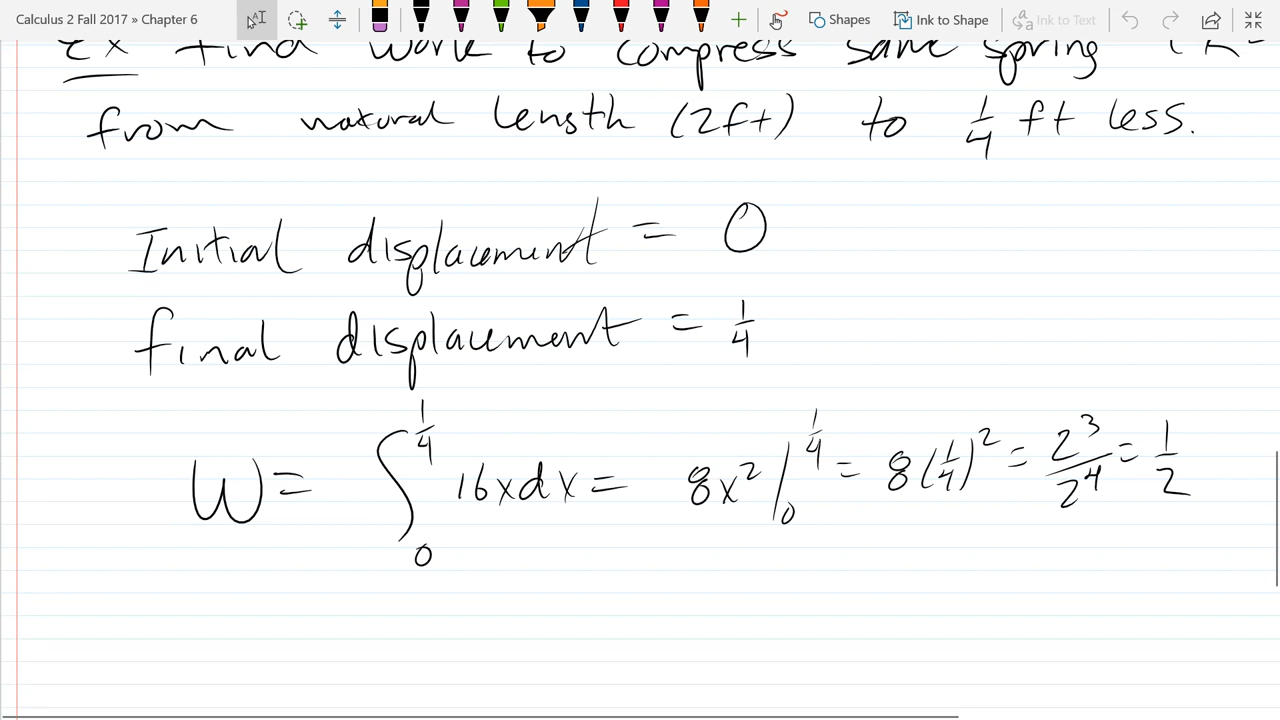 Calculus 2 Fall 2017 » Chapter 6
Shapes
Ink to Shape
Ink to Text
Ex Find work to compress same spring (k=
from natural length (2ft) to 1/4 ft less.
Initial displacement = 0
final displacement = 1/4
W = ∫₀^{1/4} 16x dx = 8x² |₀^{1/4} = 8(1/4)² = 2³/2⁴ = 1/2